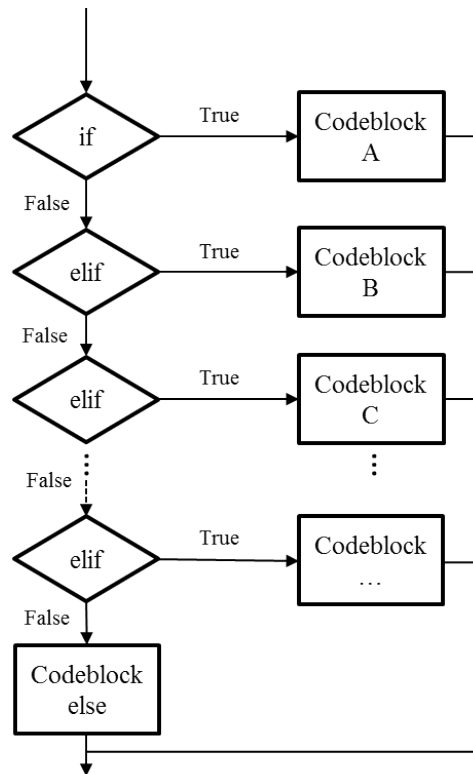 if
True
Codeblock
A
False
elif
True
Codeblock
B
False
elif
True
Codeblock
C
⋮
⋮
False
elif
True
Codeblock
…
False
Codeblock
else